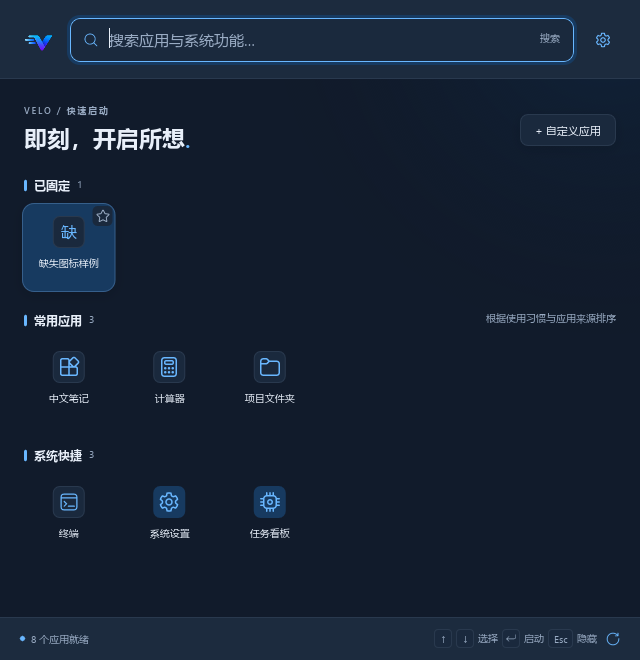 搜索应用与系统功能...
搜索
VELO / 快速启动
即刻，开启所想.
+ 自定义应用
已固定 1
缺
缺失图标样例
常用应用 3
根据使用习惯与应用来源排序
中文笔记
计算器
项目文件夹
系统快捷 3
终端
系统设置
任务看板
8 个应用就绪
↑ ↓ 选择 ↵ 启动 Esc 隐藏